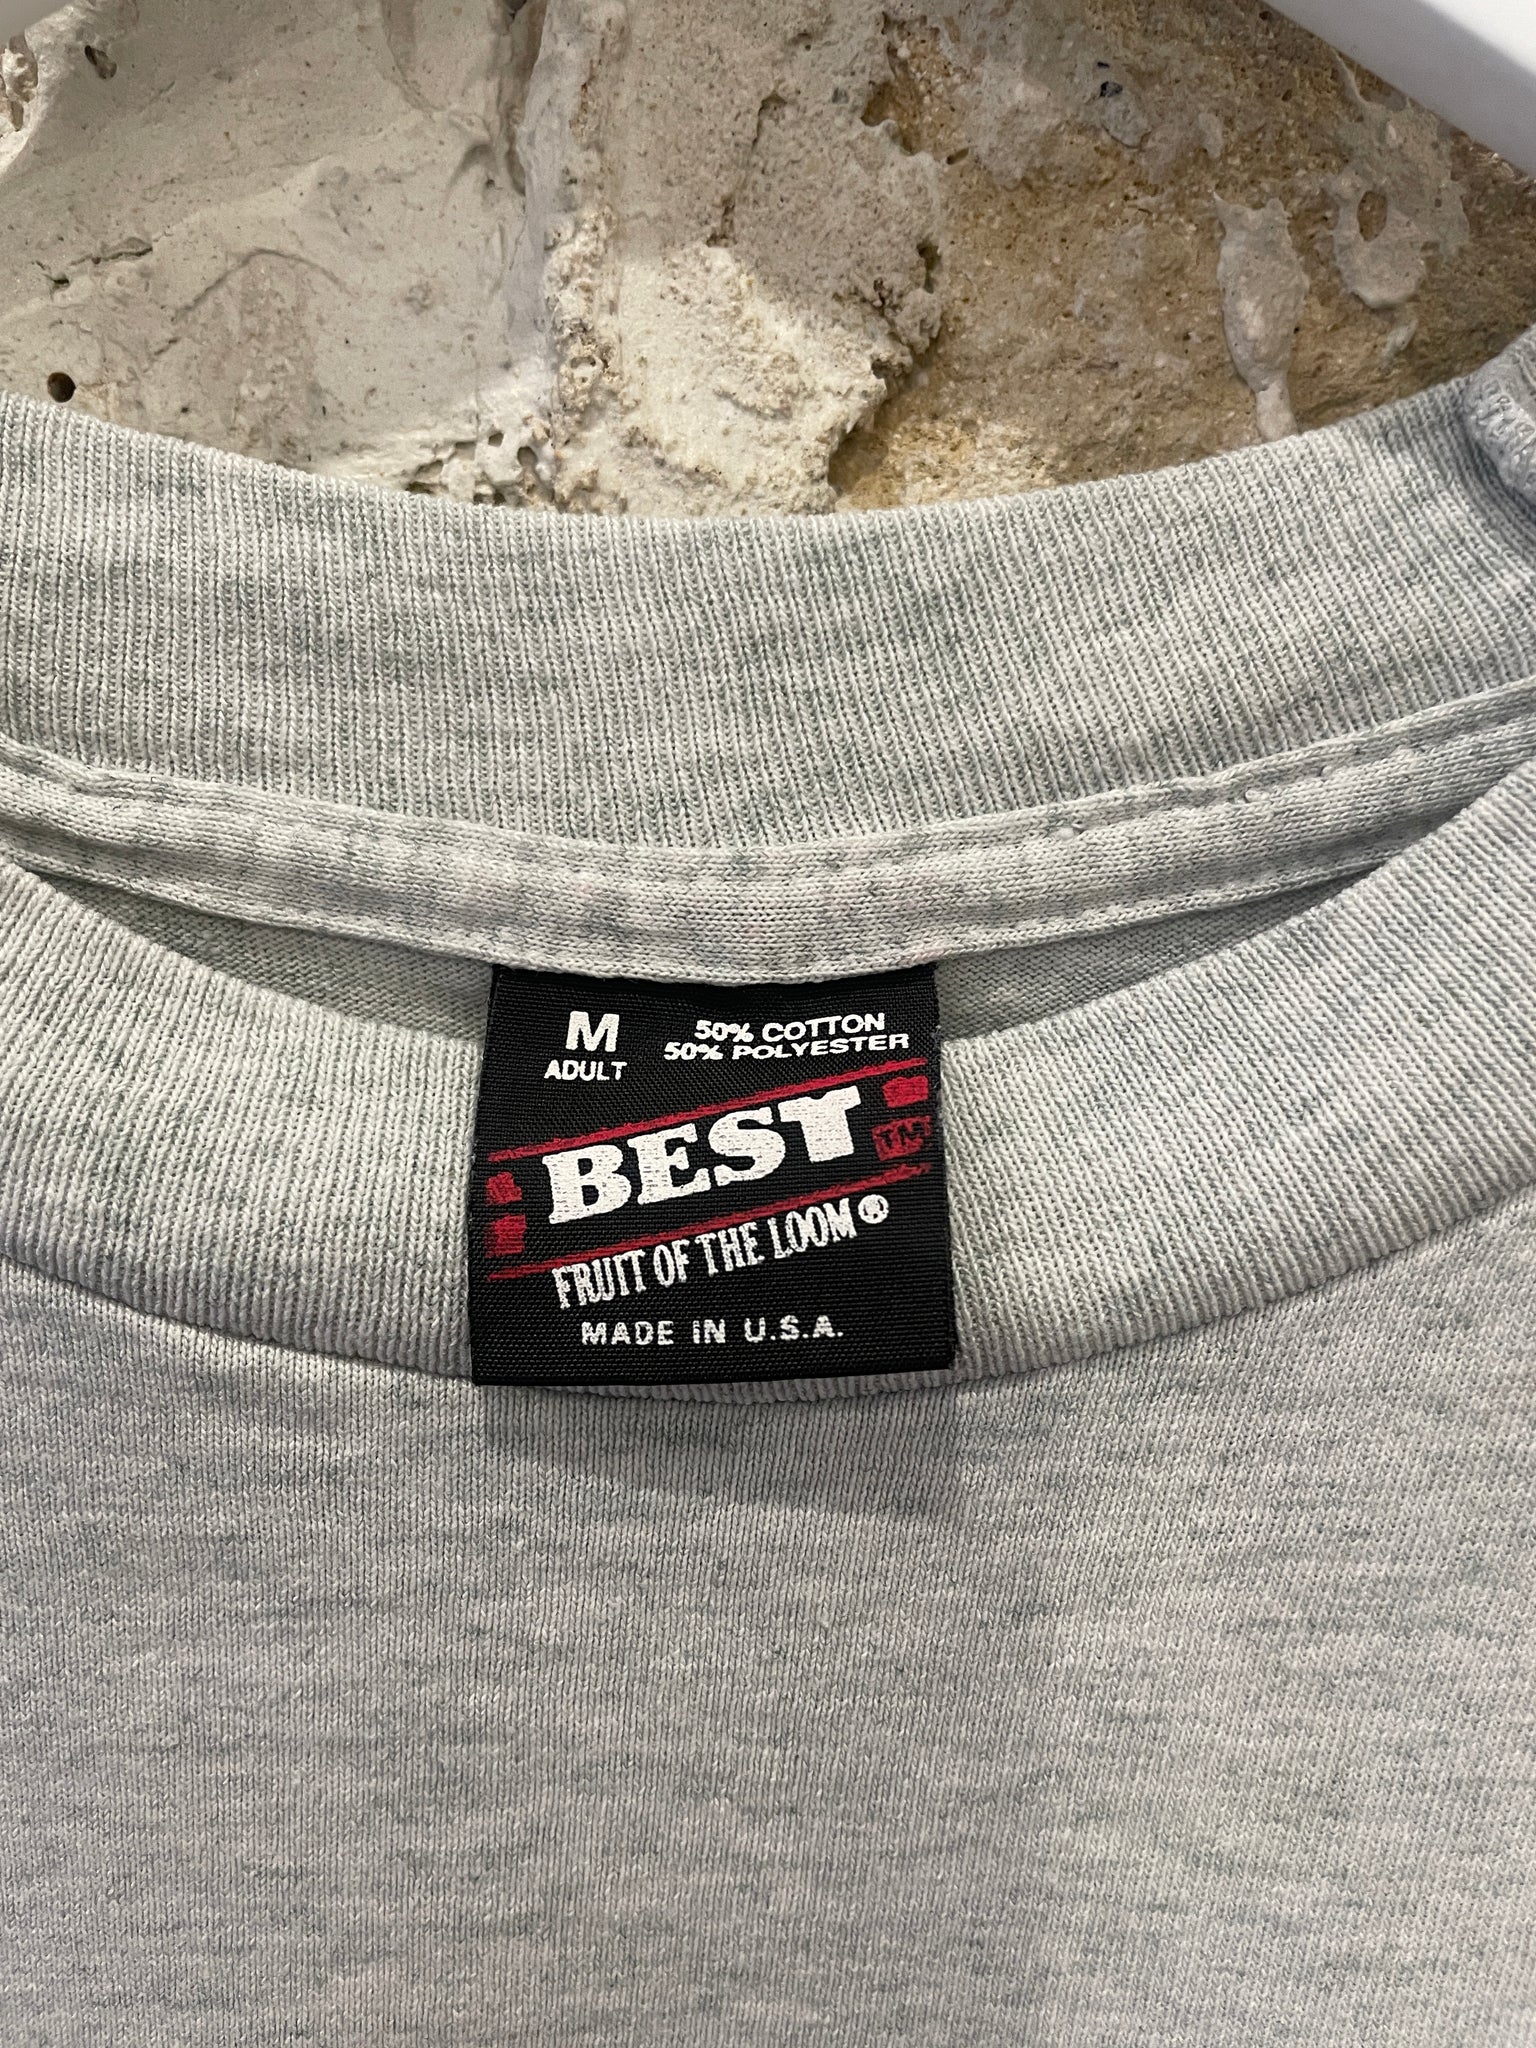 M
ADULT
50% COTTON
50% POLYESTER
BEST
TM
FRUIT OF THE LOOM®
MADE IN U.S.A.